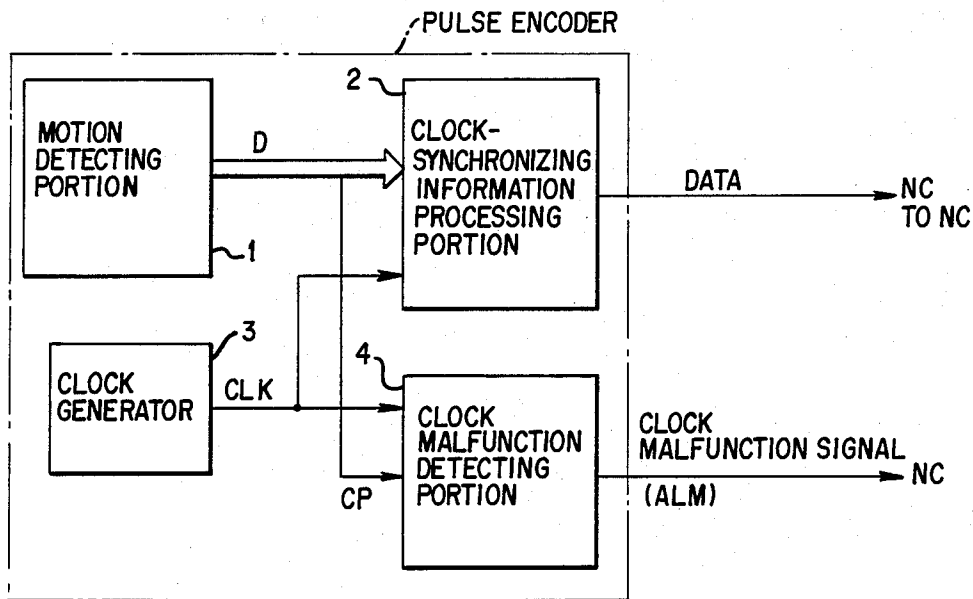 PULSE ENCODER
MOTION
DETECTING
PORTION
1
D
2
CLOCK-
SYNCHRONIZING
INFORMATION
PROCESSING
PORTION
DATA
NC
TO NC
3
CLOCK
GENERATOR
CLK
CP
4
CLOCK
MALFUNCTION
DETECTING
PORTION
CLOCK
MALFUNCTION SIGNAL
(ALM)
NC